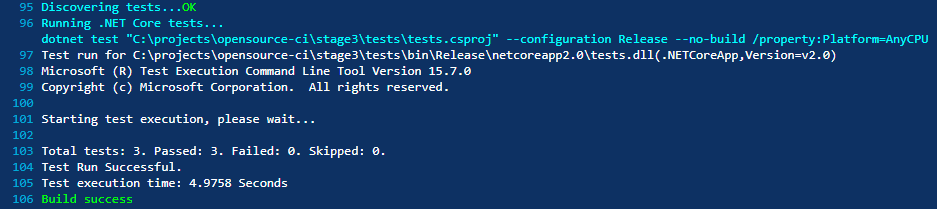 95 Discovering tests...OK
96 Running .NET Core tests...
dotnet test "C:\projects\opensource-ci\stage3\tests\tests.csproj" --configuration Release --no-build /property:Platform=AnyCPU
97 Test run for C:\projects\opensource-ci\stage3\tests\bin\Release\netcoreapp2.0\tests.dll(.NETCoreApp,Version=v2.0)
98 Microsoft (R) Test Execution Command Line Tool Version 15.7.0
99 Copyright (c) Microsoft Corporation.  All rights reserved.
100
101 Starting test execution, please wait...
102
103 Total tests: 3. Passed: 3. Failed: 0. Skipped: 0.
104 Test Run Successful.
105 Test execution time: 4.9758 Seconds
106 Build success